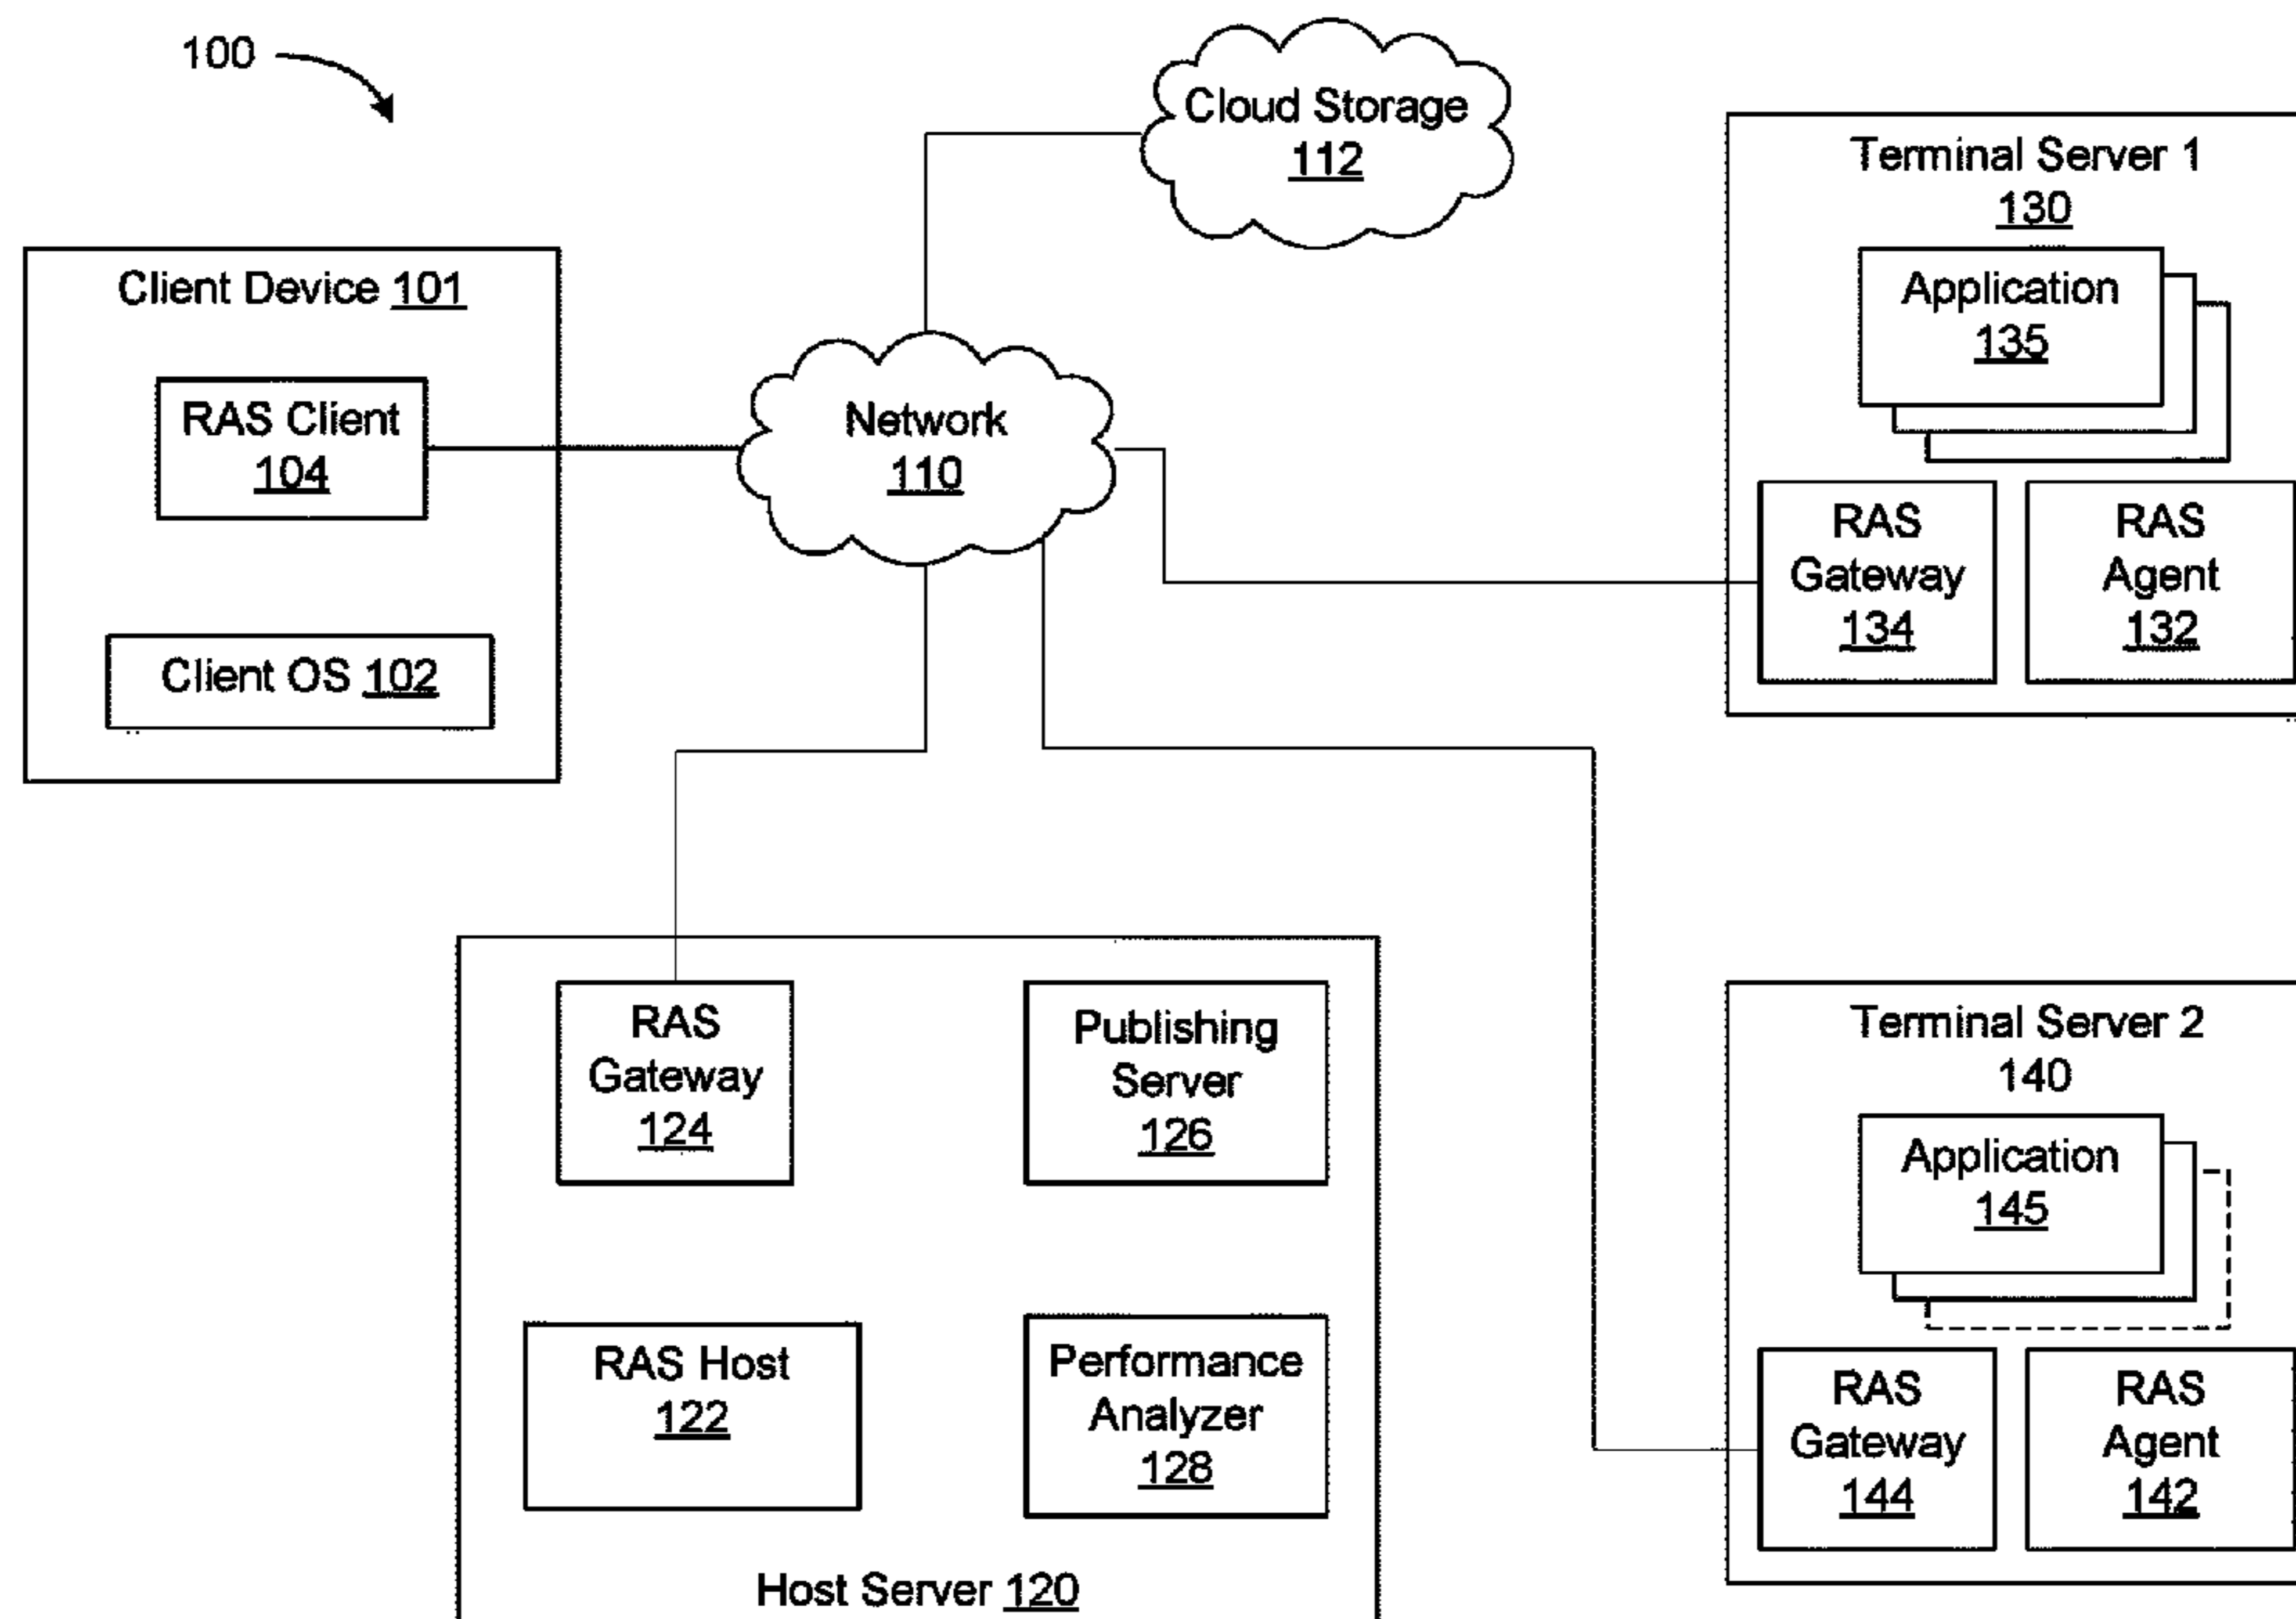 100
Cloud Storage
112
Client Device 101
RAS Client
104
Client OS 102
Network
110
Terminal Server 1
130
Application
135
RAS
Gateway
134
RAS
Agent
132
RAS
Gateway
124
Publishing
Server
126
RAS Host
122
Performance
Analyzer
128
Host Server 120
Terminal Server 2
140
Application
145
RAS
Gateway
144
RAS
Agent
142